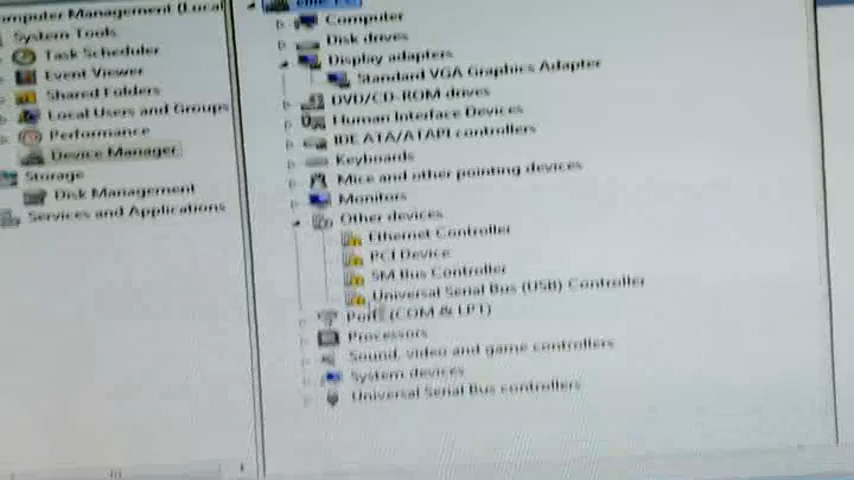 Computer Management (Local
System Tools
Task Scheduler
Event Viewer
Shared Folders
Local Users and Groups
Performance
Device Manager
Storage
Disk Management
Services and Applications
Computer
Disk drives
Display adapters
Standard VGA Graphics Adapter
DVD/CD-ROM drives
Human Interface Devices
IDE ATA/ATAPI controllers
Keyboards
Mice and other pointing devices
Monitors
Other devices
Ethernet Controller
PCI Device
SM Bus Controller
Universal Serial Bus (USB) Controller
Ports (COM & LPT)
Processors
Sound, video and game controllers
System devices
Universal Serial Bus controllers